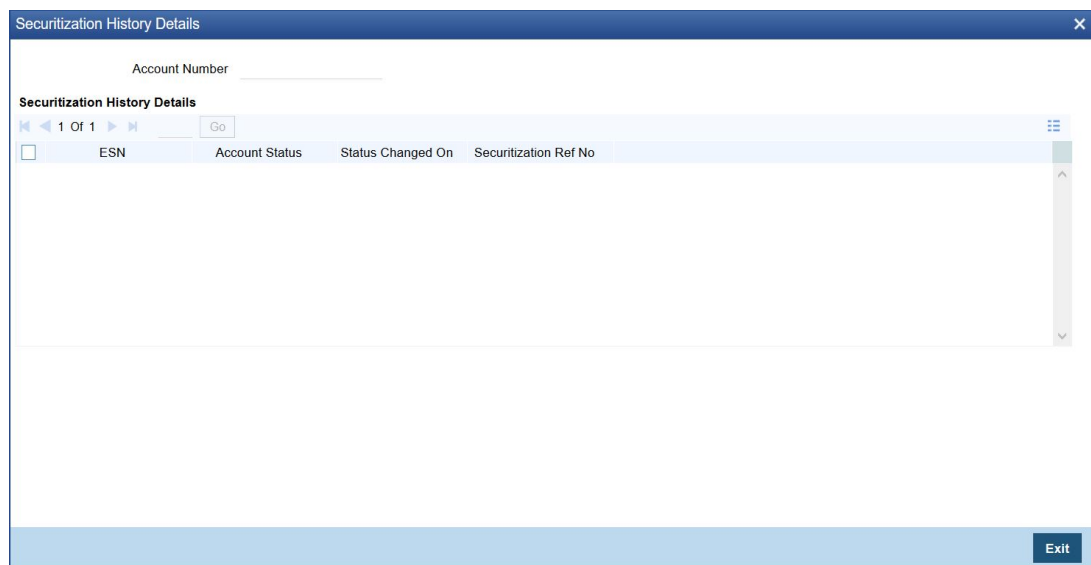 Securitization History Details
Account Number
Securitization History Details
1 Of 1 Go
ESN Account Status Status Changed On Securitization Ref No
Exit